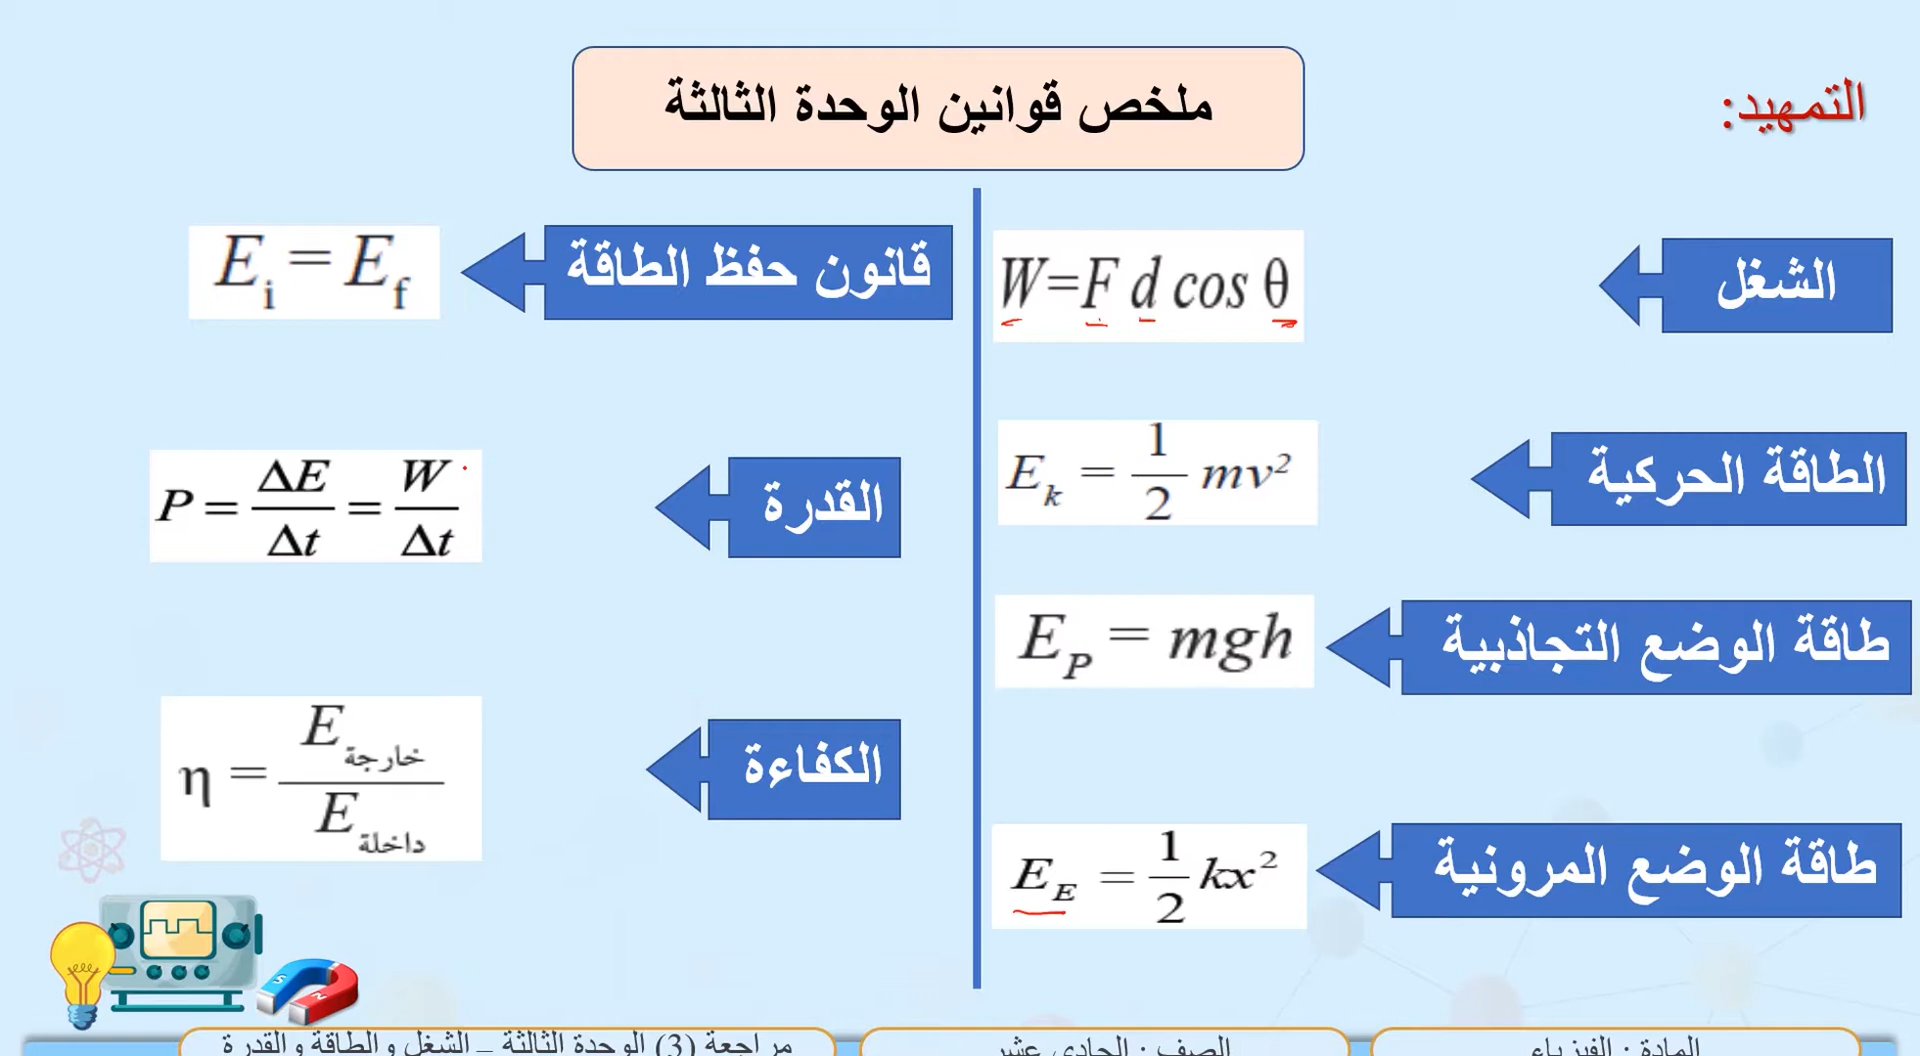 التمهيد:
ملخص قوانين الوحدة الثالثة
الشغل
W=F d cos θ
الطاقة الحركية
E_k = 1/2 mv²
طاقة الوضع التجاذبية
E_P = mgh
طاقة الوضع المرونية
E_E = 1/2 kx²
قانون حفظ الطاقة
E_i = E_f
القدرة
P = ΔE/Δt = W/Δt
الكفاءة
η = E_خارجة / E_داخلة
S N
المادة : الفيزياء
الصف : الحادي عشر
مراجعة (3) الوحدة الثالثة – الشغل والطاقة والقدرة